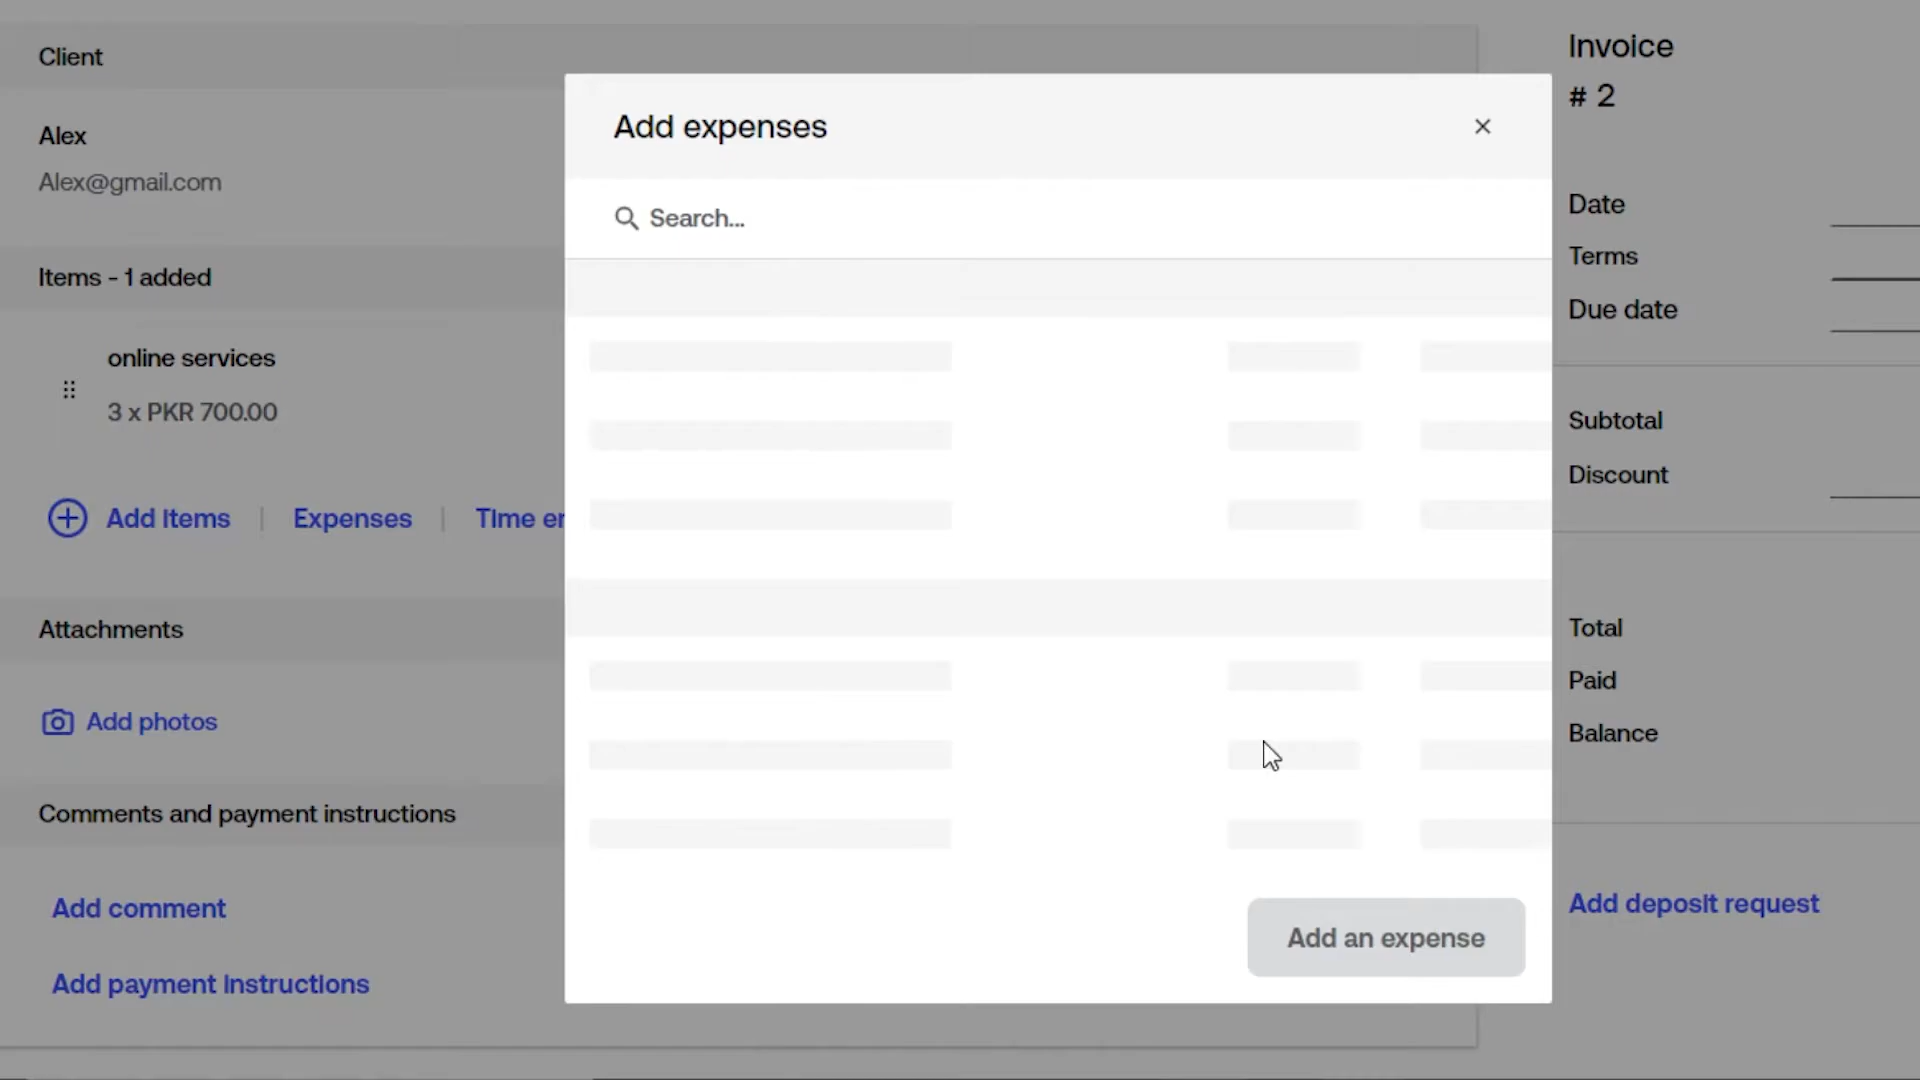 Client
Alex
Alex@gmail.com
Items - 1 added
online services
3 x PKR 700.00
Add items | Expenses | Time
Attachments
Add photos
Comments and payment instructions
Add comment
Add payment instructions
Add expenses
Search...
Add an expense
Invoice
# 2
Date
Terms
Due date
Subtotal
Discount
Total
Paid
Balance
Add deposit request